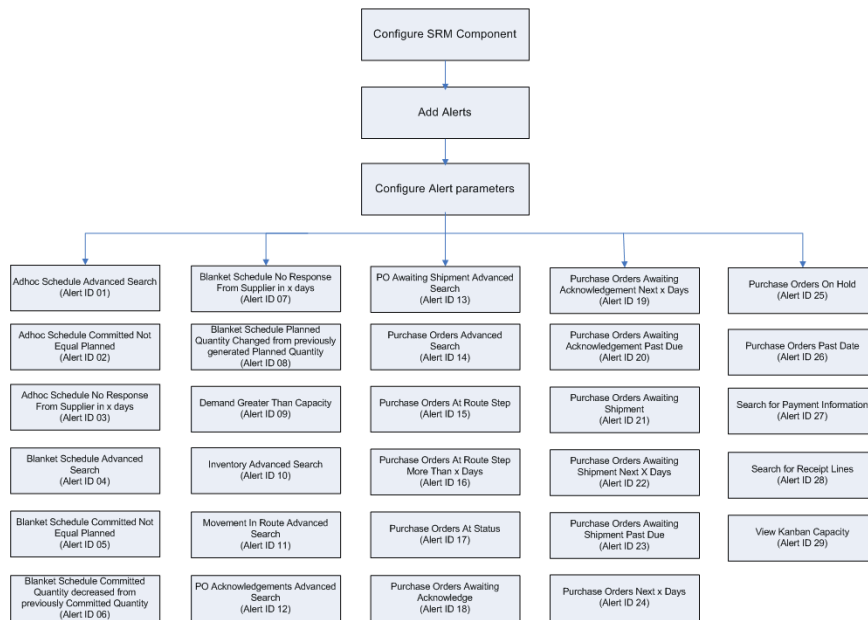 Configure SRM Component
Add Alerts
Configure Alert parameters
Adhoc Schedule Advanced Search
(Alert ID 01)
Adhoc Schedule Committed Not
Equal Planned
(Alert ID 02)
Adhoc Schedule No Response
From Supplier in x days
(Alert ID 03)
Blanket Schedule Advanced
Search
(Alert ID 04)
Blanket Schedule Committed Not
Equal Planned
(Alert ID 05)
Blanket Schedule Committed
Quantity decreased from
previously Committed Quantity
(Alert ID 06)
Blanket Schedule No Response
From Supplier in x days
(Alert ID 07)
Blanket Schedule Planned
Quantity Changed from previously
generated Planned Quantity
(Alert ID 08)
Demand Greater Than Capacity
(Alert ID 09)
Inventory Advanced Search
(Alert ID 10)
Movement In Route Advanced
Search
(Alert ID 11)
PO Acknowledgements Advanced
Search
(Alert ID 12)
PO Awaiting Shipment Advanced
Search
(Alert ID 13)
Purchase Orders Advanced
Search
(Alert ID 14)
Purchase Orders At Route Step
(Alert ID 15)
Purchase Orders At Route Step
More Than x Days
(Alert ID 16)
Purchase Orders At Status
(Alert ID 17)
Purchase Orders Awaiting
Acknowledge
(Alert ID 18)
Purchase Orders Awaiting
Acknowledgement Next x Days
(Alert ID 19)
Purchase Orders Awaiting
Acknowledgement Past Due
(Alert ID 20)
Purchase Orders Awaiting
Shipment
(Alert ID 21)
Purchase Orders Awaiting
Shipment Next X Days
(Alert ID 22)
Purchase Orders Awaiting
Shipment Past Due
(Alert ID 23)
Purchase Orders Next x Days
(Alert ID 24)
Purchase Orders On Hold
(Alert ID 25)
Purchase Orders Past Date
(Alert ID 26)
Search for Payment Information
(Alert ID 27)
Search for Receipt Lines
(Alert ID 28)
View Kanban Capacity
(Alert ID 29)